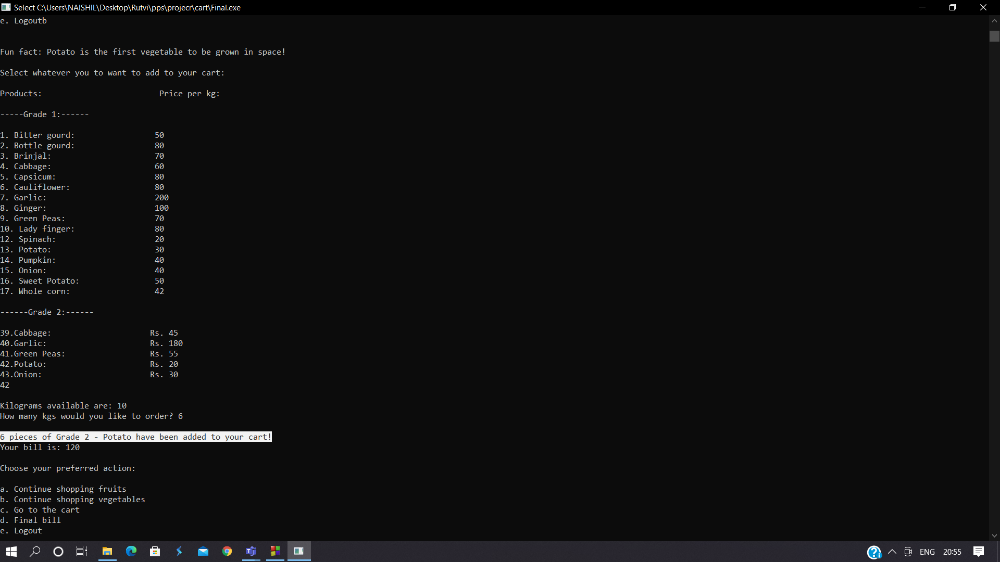 Select C:\Users\NAISHIL\Desktop\Rutvi\pps\projecr\cart\Final.exe
e. Logoutb
Fun fact: Potato is the first vegetable to be grown in space!
Select whatever you to want to add to your cart:
Products: Price per kg:
-----Grade 1:------
1. Bitter gourd: 50
2. Bottle gourd: 80
3. Brinjal: 70
4. Cabbage: 60
5. Capsicum: 80
6. Cauliflower: 80
7. Garlic: 200
8. Ginger: 100
9. Green Peas: 70
10. Lady finger: 80
12. Spinach: 20
13. Potato: 30
14. Pumpkin: 40
15. Onion: 40
16. Sweet Potato: 50
17. Whole corn: 42
------Grade 2:------
39.Cabbage: Rs. 45
40.Garlic: Rs. 180
41.Green Peas: Rs. 55
42.Potato: Rs. 20
43.Onion: Rs. 30
42
Kilograms available are: 10
How many kgs would you like to order? 6
6 pieces of Grade 2 - Potato have been added to your cart!
Your bill is: 120
Choose your preferred action:
a. Continue shopping fruits
b. Continue shopping vegetables
c. Go to the cart
d. Final bill
e. Logout
ENG 20:55